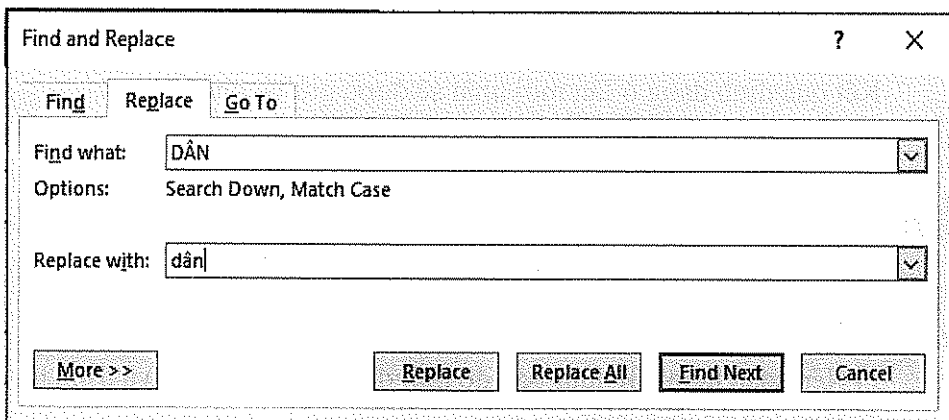 Find and Replace ? X
Find Replace Go To
Find what: DÂN
Options: Search Down, Match Case
Replace with: dân
More >> Replace Replace All Find Next Cancel